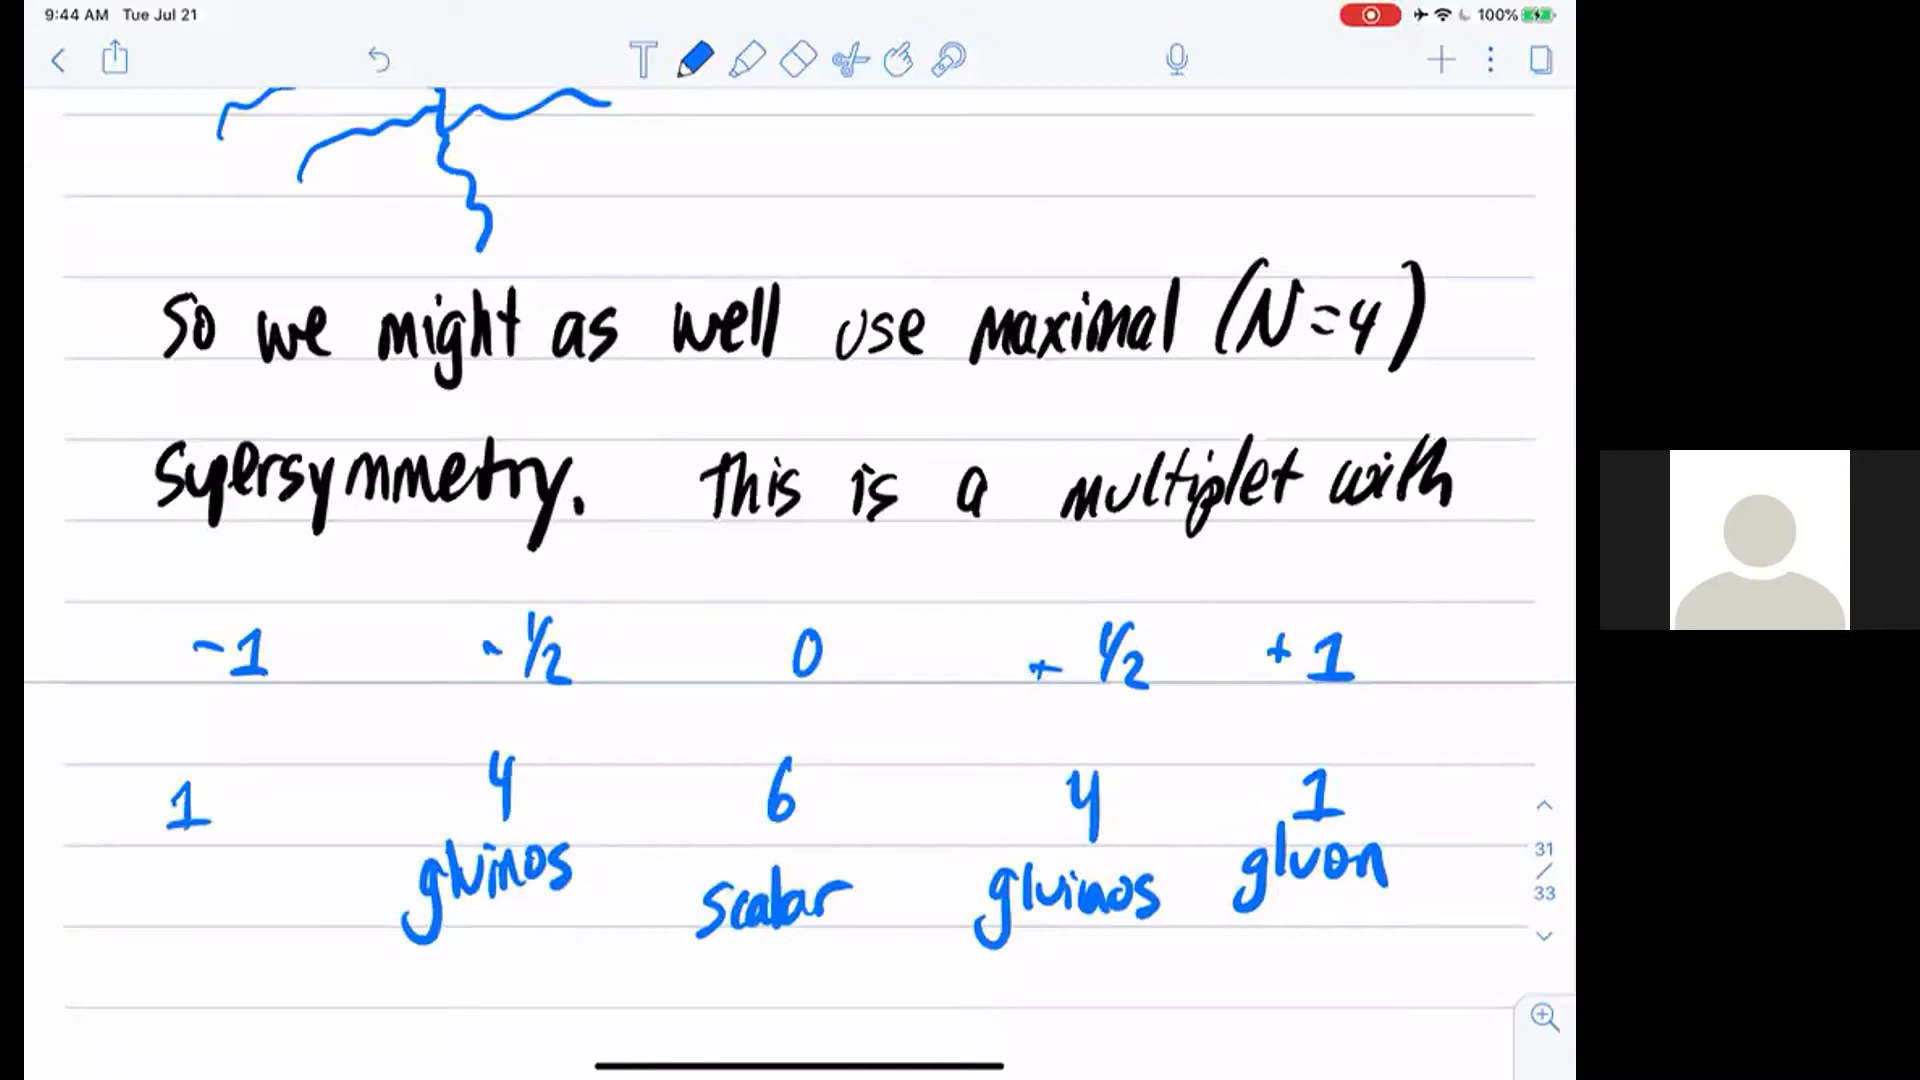 9:44 AM Tue Jul 21
100%
T
So we might as well use maximal (N=4)
supersymmetry. This is a multiplet with
-1 -1/2 0 + 1/2 +1
1 4 6 4 1
gluinos scalar gluinos gluon
31
/
33